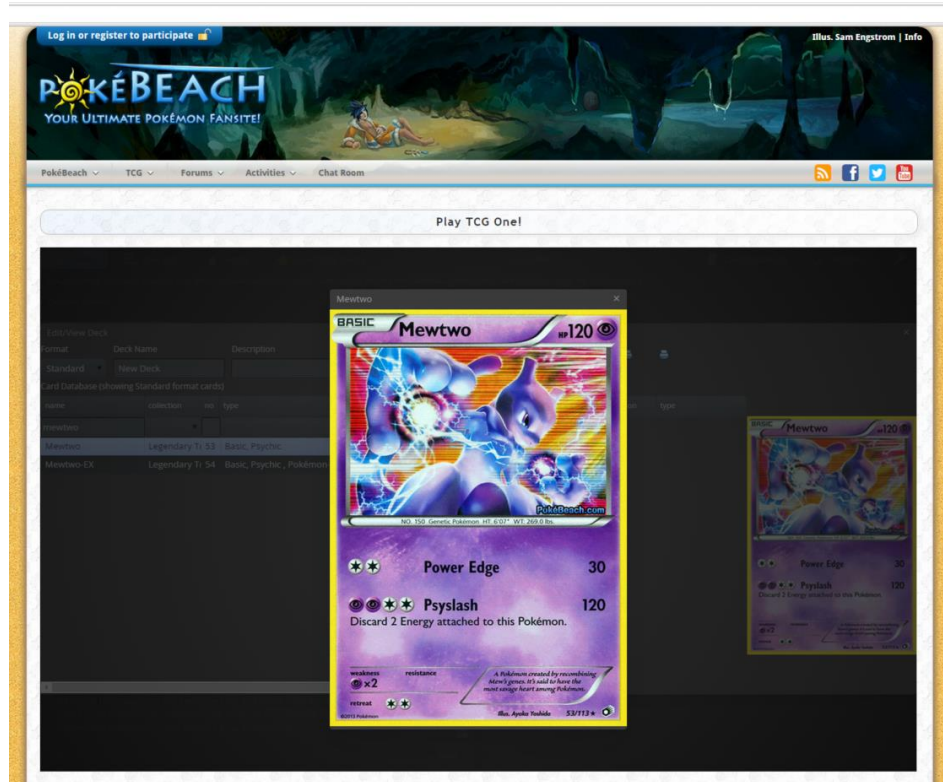 Log in or register to participate
Illus. Sam Engstrom | Info
POKÉBEACH
YOUR ULTIMATE POKÉMON FANSITE!
PokéBeach
TCG
Forums
Activities
Chat Room
Play TCG One!
Mewtwo
×
Edit/View Deck
Format
Deck Name
Description
Standard
New Deck
Card Database (showing Standard format cards)
name
collection
no
type
type
mewtwo
Mewtwo
Legendary Tr
53
Basic, Psychic
Mewtwo-EX
Legendary Tr
54
Basic, Psychic , Pokémon
BASIC
Mewtwo
HP120
PokéBeach.com
NO. 150 Genetic Pokémon HT: 6'07" WT: 269.0 lbs.
Power Edge 30
Psyslash 120
Discard 2 Energy attached to this Pokémon.
weakness
resistance
×2
retreat
A Pokémon created by recombining
Mew's genes. It's said to have the
most savage heart among Pokémon.
©2013 Pokémon
Illus. Ayaka Yoshida
53/113
BASIC
Mewtwo
120
Power Edge 30
Psyslash 120
Discard 2 Energy attached to this Pokémon.
×2